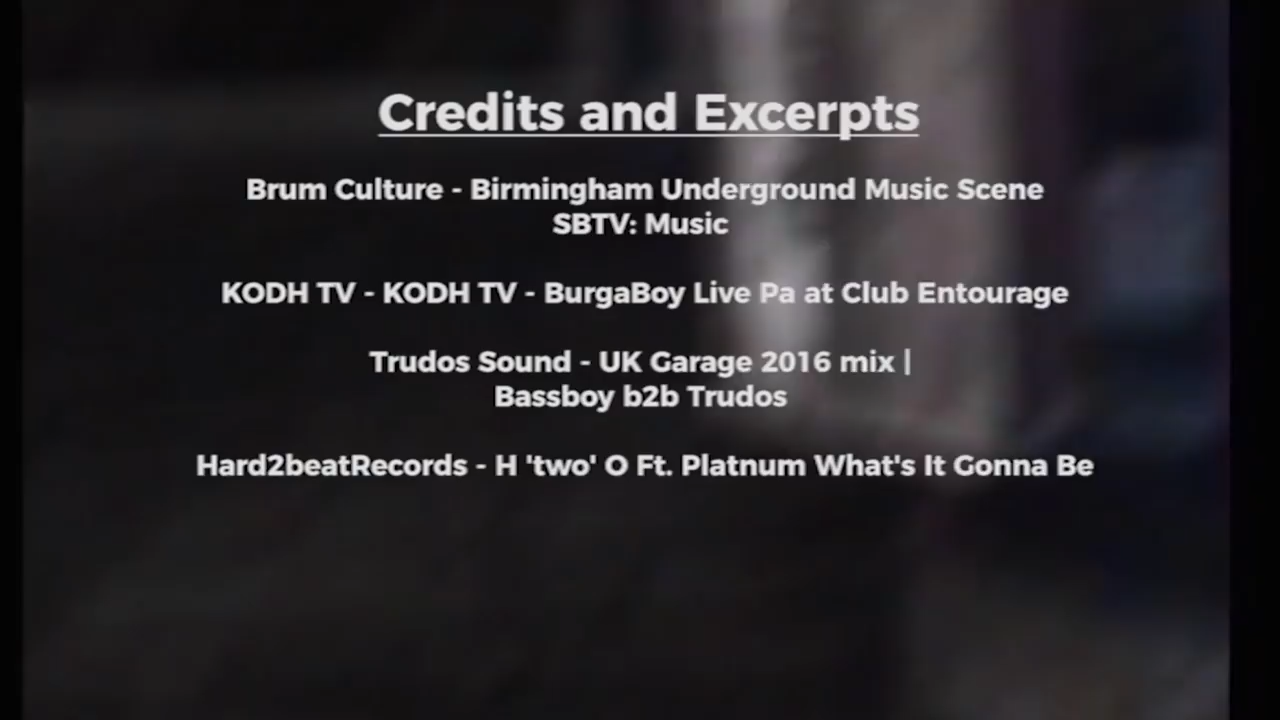 Credits and Excerpts
Brum Culture - Birmingham Underground Music Scene
SBTV: Music
KODH TV - KODH TV - BurgaBoy Live Pa at Club Entourage
Trudos Sound - UK Garage 2016 mix |
Bassboy b2b Trudos
Hard2beatRecords - H 'two' O Ft. Platnum What's It Gonna Be